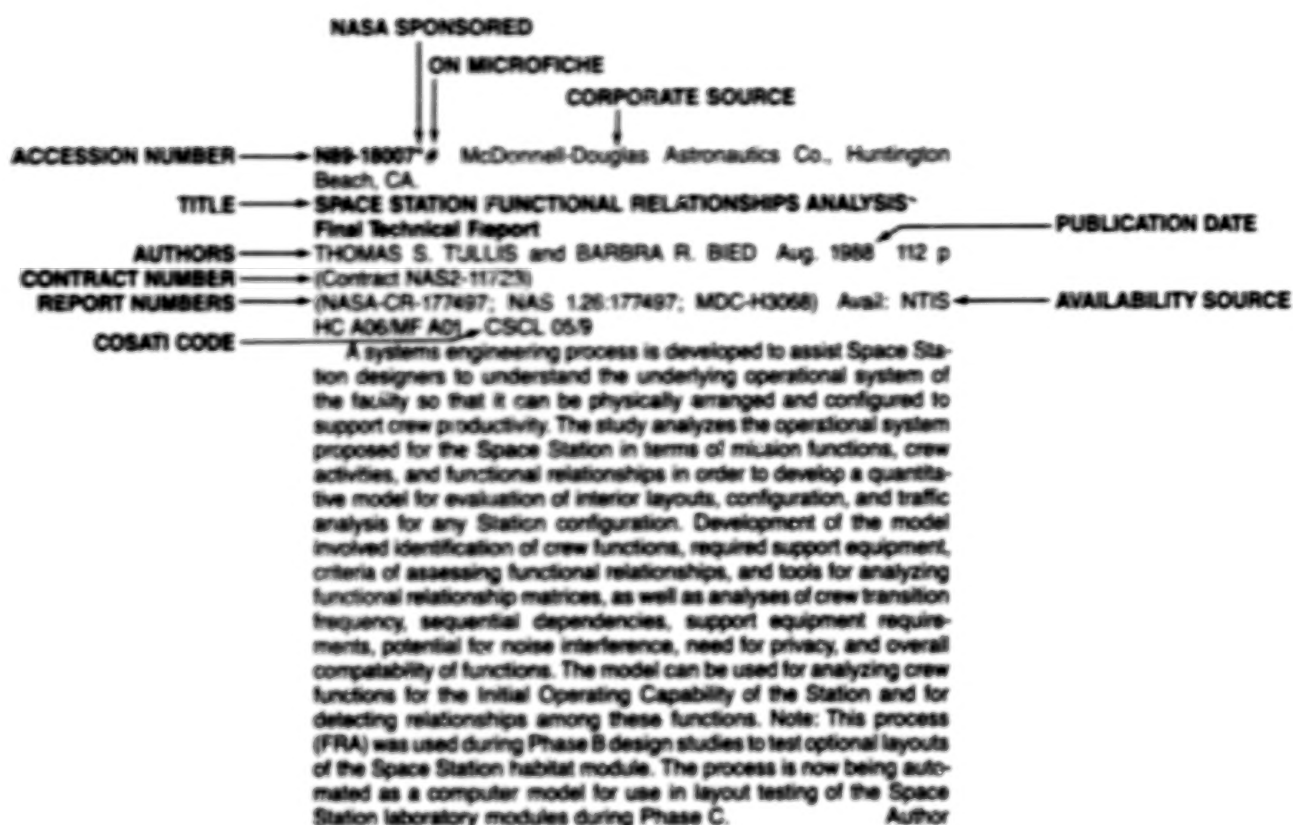 NASA SPONSORED
ON MICROFICHE
CORPORATE SOURCE
ACCESSION NUMBER N89-18007*# McDonnell-Douglas Astronautics Co., Huntington
Beach, CA.
TITLE SPACE STATION FUNCTIONAL RELATIONSHIPS ANALYSIS
Final Technical Report
PUBLICATION DATE
AUTHORS THOMAS S. TULLIS and BARBRA R. BIED Aug. 1988 112 p
CONTRACT NUMBER (Contract NAS2-11723)
REPORT NUMBERS (NASA-CR-177497; NAS 1.26:177497; MDC-H3068) Avail: NTIS AVAILABILITY SOURCE
HC A06/MF A01 CSCL 05/9
COSATI CODE
A systems engineering process is developed to assist Space Sta-
tion designers to understand the underlying operational system of
the facility so that it can be physically arranged and configured to
support crew productivity. The study analyzes the operational system
proposed for the Space Station in terms of mission functions, crew
activities, and functional relationships in order to develop a quantita-
tive model for evaluation of interior layouts, configuration, and traffic
analysis for any Station configuration. Development of the model
involved identification of crew functions, required support equipment,
criteria of assessing functional relationships, and tools for analyzing
functional relationship matrices, as well as analyses of crew transition
frequency, sequential dependencies, support equipment require-
ments, potential for noise interference, need for privacy, and overall
compatability of functions. The model can be used for analyzing crew
functions for the Initial Operating Capability of the Station and for
detecting relationships among these functions. Note: This process
(FRA) was used during Phase B design studies to test optional layouts
of the Space Station habitat module. The process is now being auto-
mated as a computer model for use in layout testing of the Space
Station laboratory modules during Phase C. Author